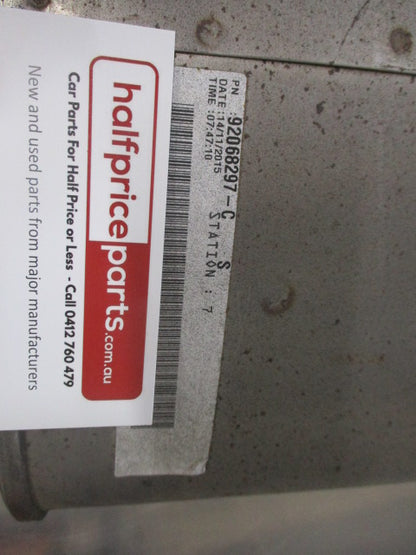 halfpriceparts.com.au
Car Parts For Half Price or Less - Call 0412 760 479
New and used parts from major manufacturers
PN :92068297-C S
DATE:14/11/2015
TIME :07:47:10 STATION : 7